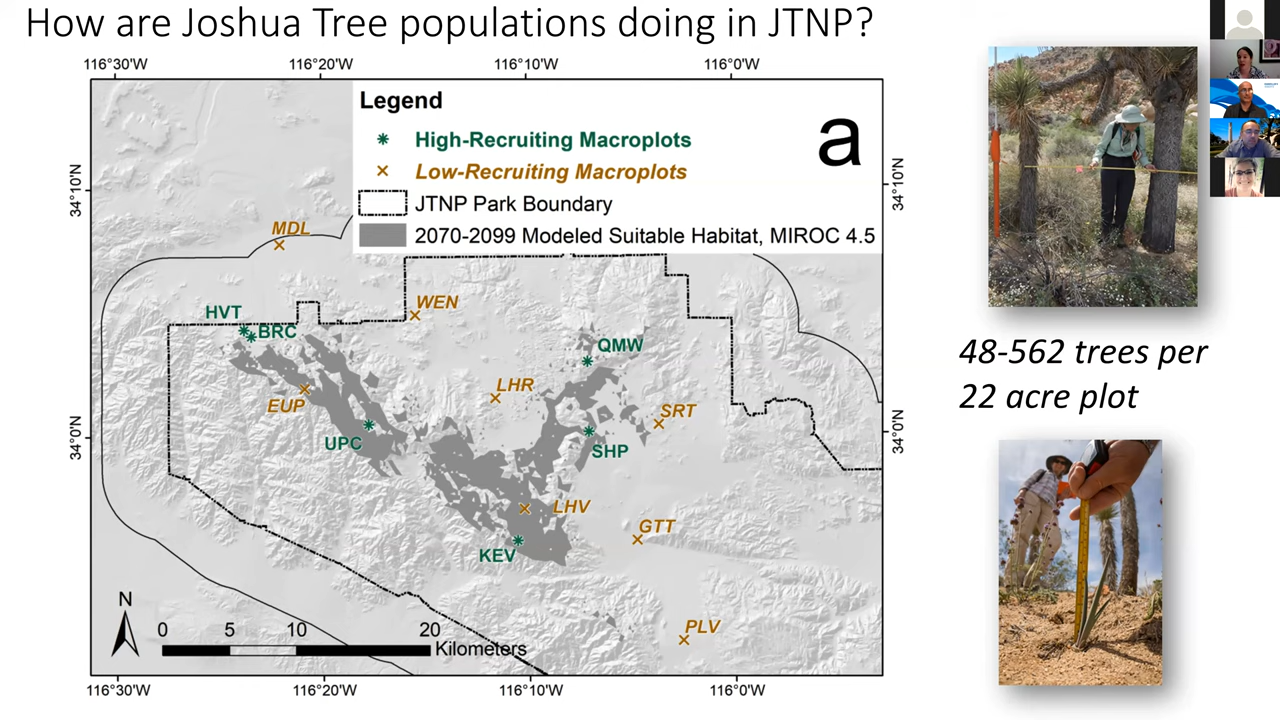 How are Joshua Tree populations doing in JTNP?
116°30'W 116°20'W 116°10'W 116°0'W
Legend
High-Recruiting Macroplots
Low-Recruiting Macroplots
JTNP Park Boundary
2070-2099 Modeled Suitable Habitat, MIROC 4.5
a
34°10'N
34°10'N
MDL
WEN
HVT
BRC
QMW
LHR
EUP
SRT
UPC
SHP
34°0'N
34°0'N
LHV
GTT
KEV
PLV
N
0 5 10 20
Kilometers
116°30'W 116°20'W 116°10'W 116°0'W
48-562 trees per
22 acre plot